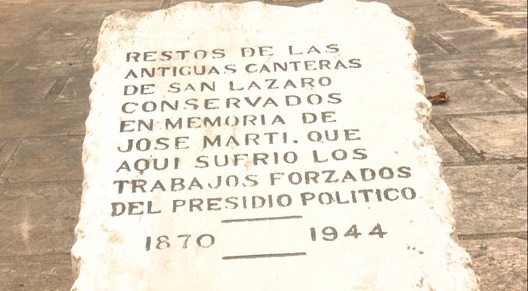 RESTOS DE LAS
ANTIGUAS CANTERAS
DE SAN LAZARO
CONSERVADOS
EN MEMORIA DE
JOSE MARTI. QUE
AQUI SUFRIO LOS
TRABAJOS FORZADOS
DEL PRESIDIO POLITICO
1870 1944